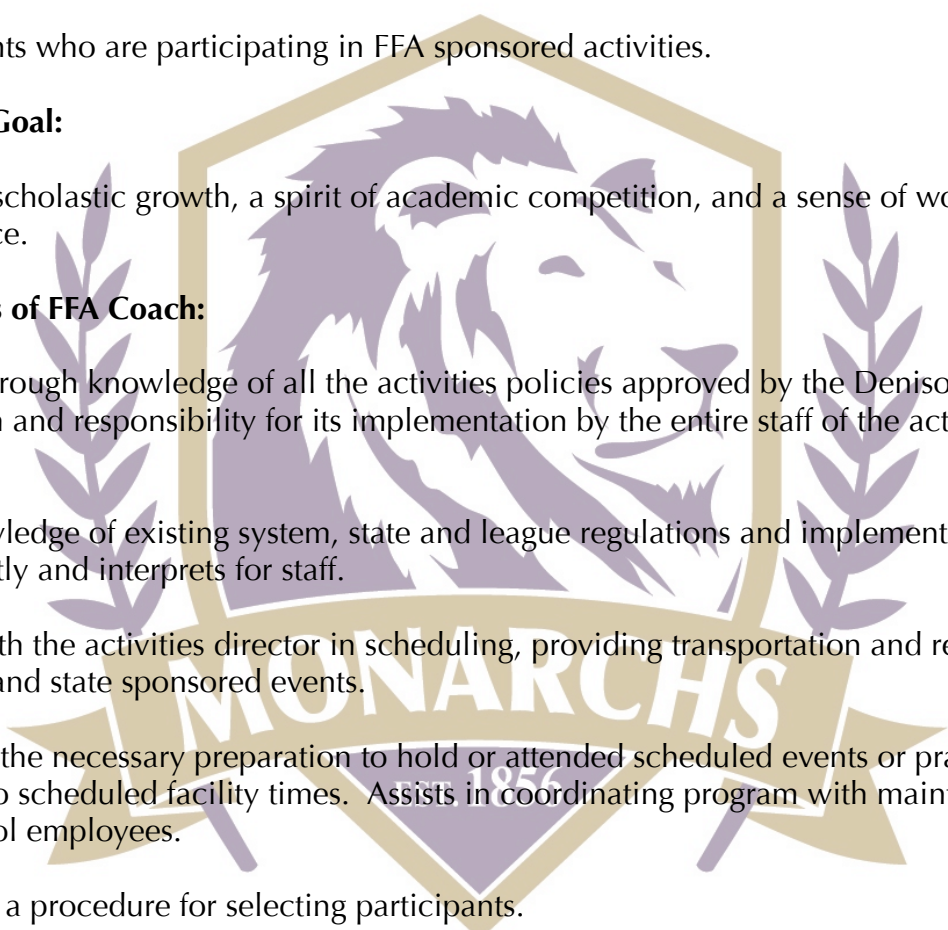 nts who are participating in FFA sponsored activities.
Goal:
scholastic growth, a spirit of academic competition, and a sense of wo
ce.
s of FFA Coach:
rough knowledge of all the activities policies approved by the Deniso
n and responsibility for its implementation by the entire staff of the act
wledge of existing system, state and league regulations and implement
tly and interprets for staff.
th the activities director in scheduling, providing transportation and re
and state sponsored events.
MONARCHS
the necessary preparation to hold or attended scheduled events or pra
EST. 1856
o scheduled facility times.  Assists in coordinating program with maint
ol employees.
a procedure for selecting participants.